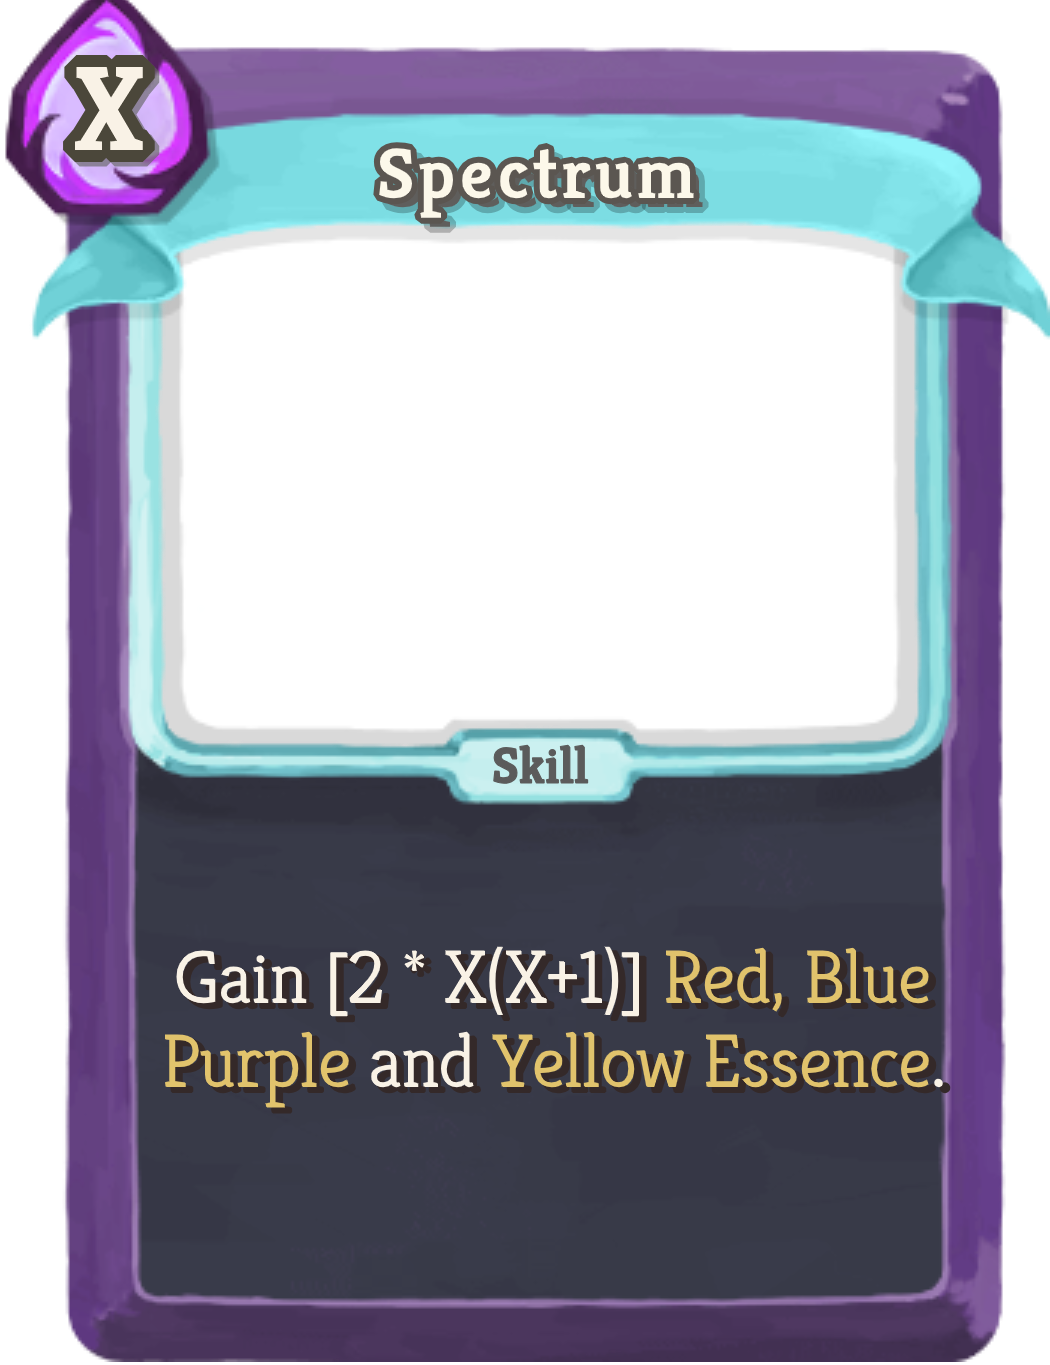 X
Spectrum
Skill
Gain [2 * X(X+1)] Red, Blue
Purple and Yellow Essence.